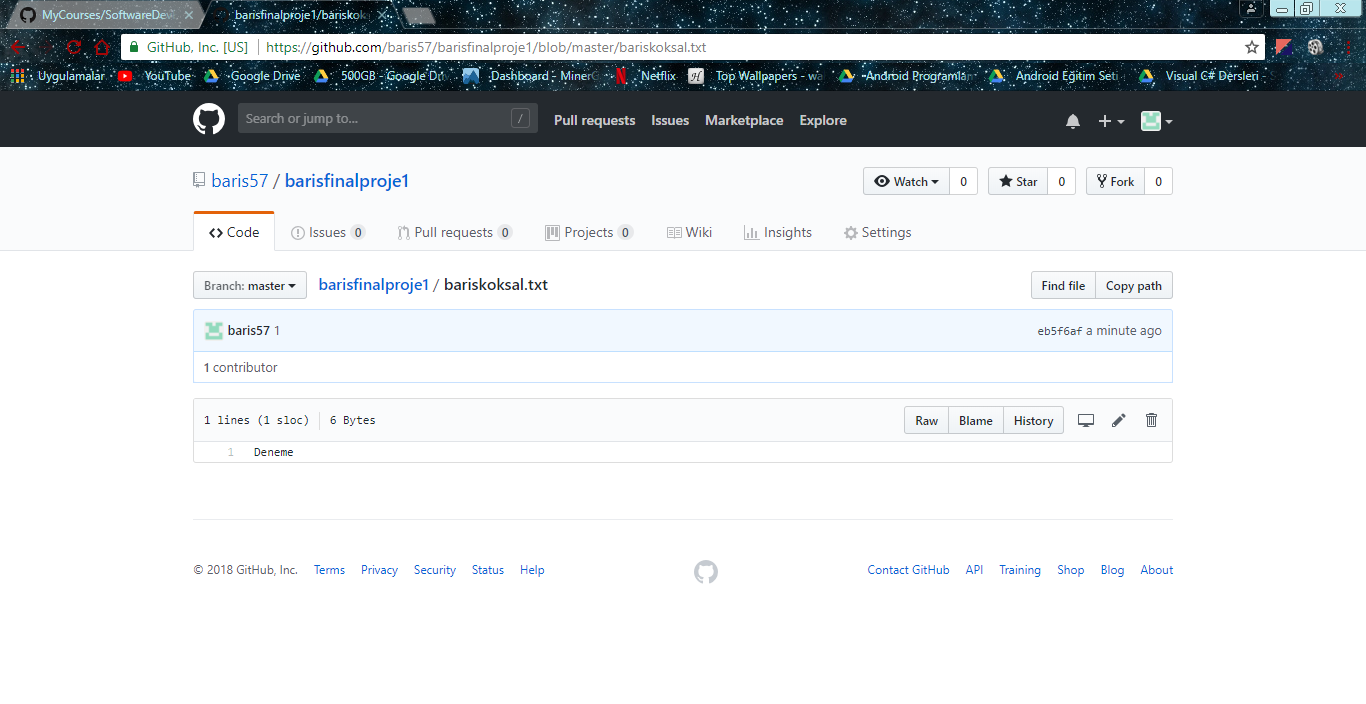 MyCourses/SoftwareDev
barisfinalproje1/bariskok
GitHub, Inc. [US] https://github.com/baris57/barisfinalproje1/blob/master/bariskoksal.txt
Uygulamalar YouTube Google Drive 500GB - Google Dr Dashboard - Miner Netflix Top Wallpapers - wa Android Programlam Android Eğitim Seti Visual C# Dersleri -
Search or jump to... / Pull requests Issues Marketplace Explore
baris57 / barisfinalproje1 Watch 0 Star 0 Fork 0
Code Issues 0 Pull requests 0 Projects 0 Wiki Insights Settings
Branch: master barisfinalproje1 / bariskoksal.txt Find file Copy path
baris57 1 eb5f6af a minute ago
1 contributor
1 lines (1 sloc) 6 Bytes Raw Blame History
1 Deneme
© 2018 GitHub, Inc. Terms Privacy Security Status Help Contact GitHub API Training Shop Blog About